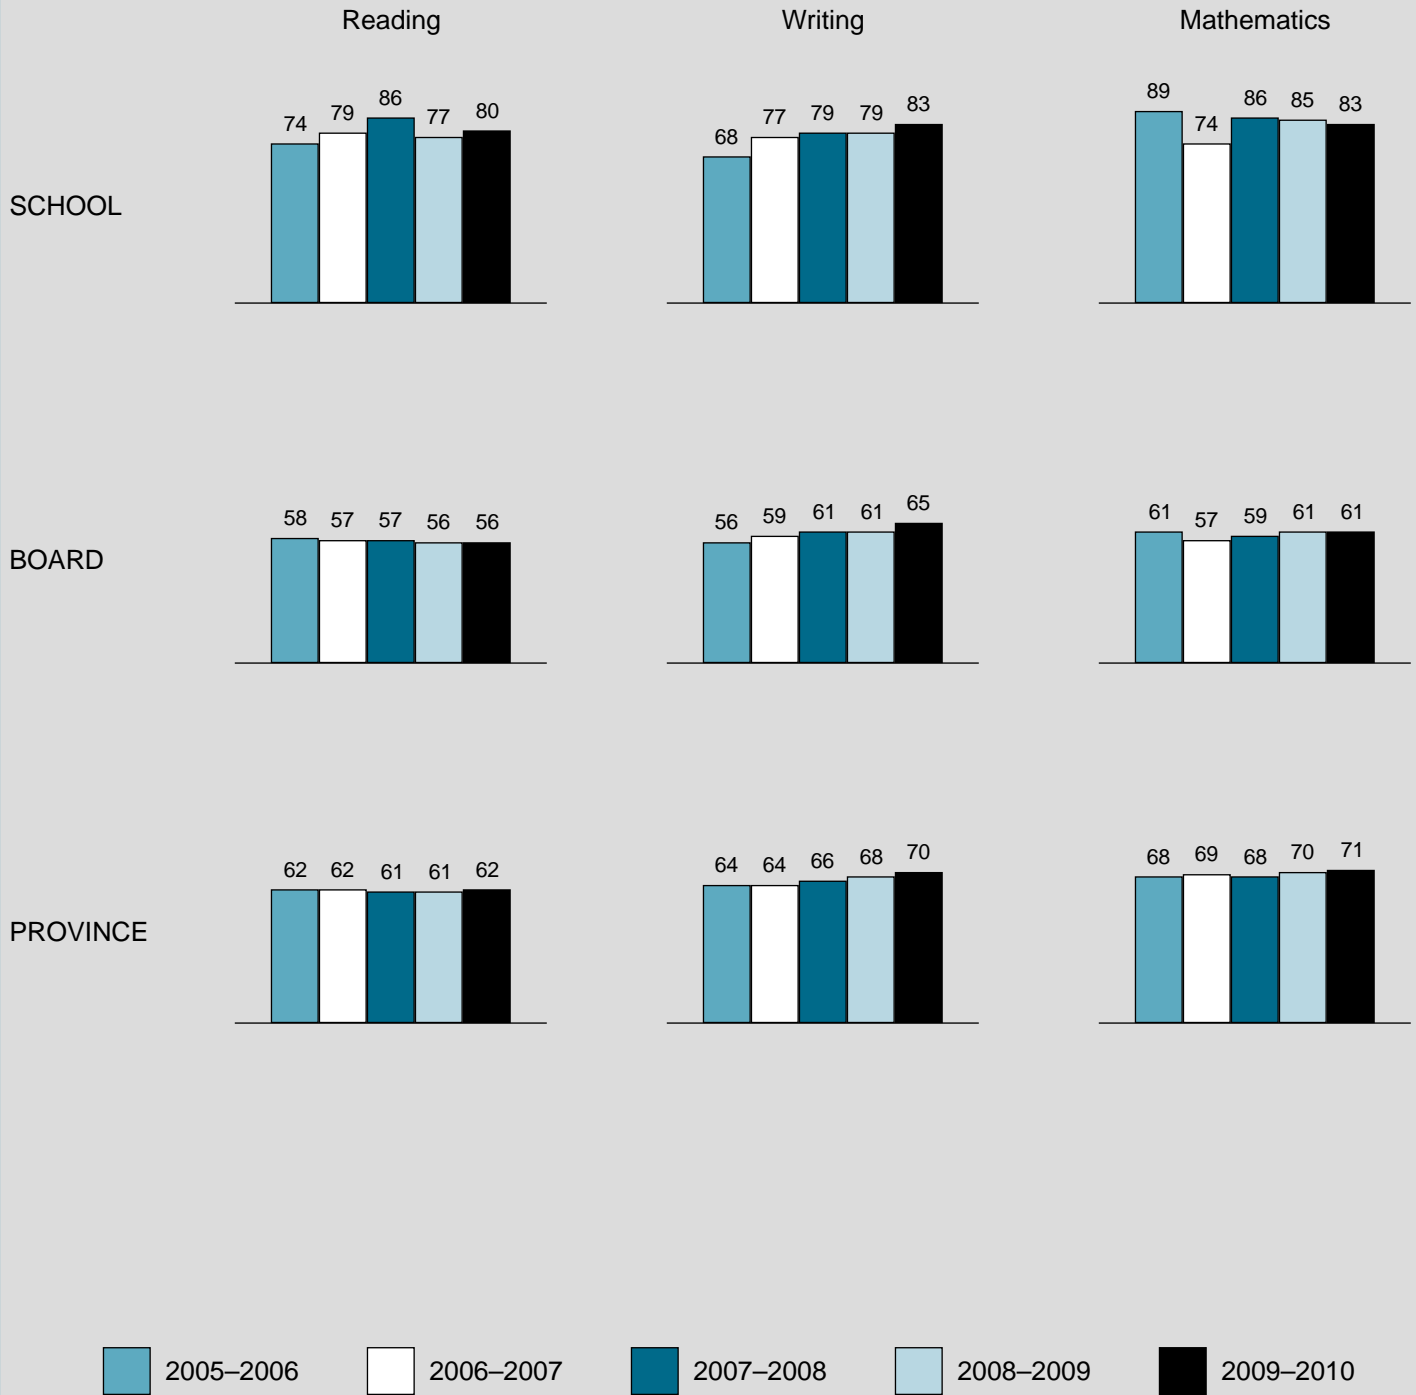 Reading Writing Mathematics
74 79 86 77 80
68 77 79 79 83
89 74 86 85 83
SCHOOL
58 57 57 56 56
56 59 61 61 65
61 57 59 61 61
BOARD
62 62 61 61 62
64 64 66 68 70
68 69 68 70 71
PROVINCE
2005–2006 2006–2007 2007–2008 2008–2009 2009–2010